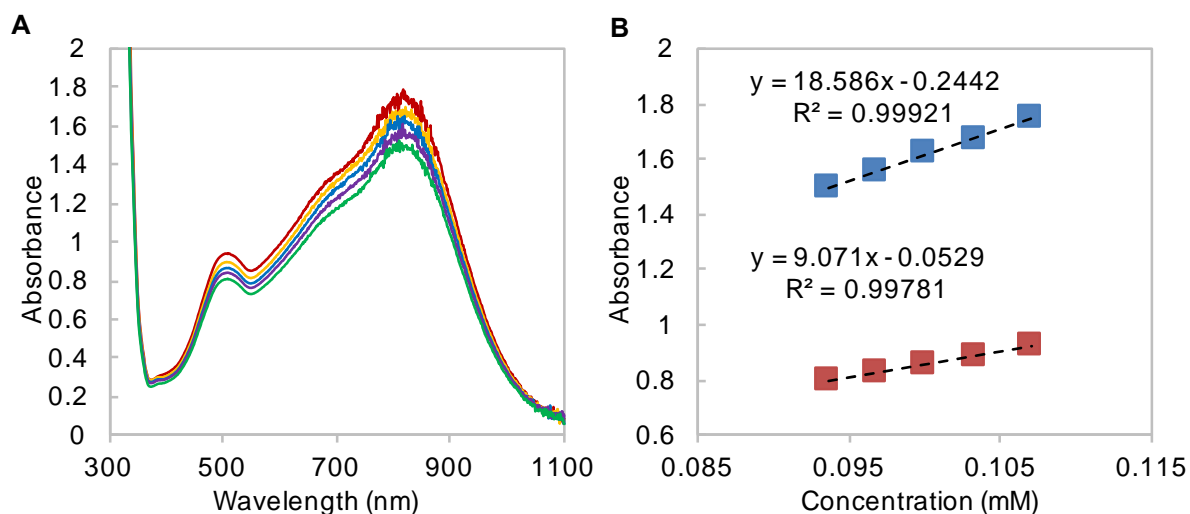 A
2
1.8
1.6
1.4
1.2
1
0.8
0.6
0.4
0.2
0
Absorbance
300 500 700 900 1100
Wavelength (nm)
B
2
1.8
1.6
1.4
1.2
1
0.8
0.6
Absorbance
y = 18.586x - 0.2442
R² = 0.99921
y = 9.071x - 0.0529
R² = 0.99781
0.085 0.095 0.105 0.115
Concentration (mM)